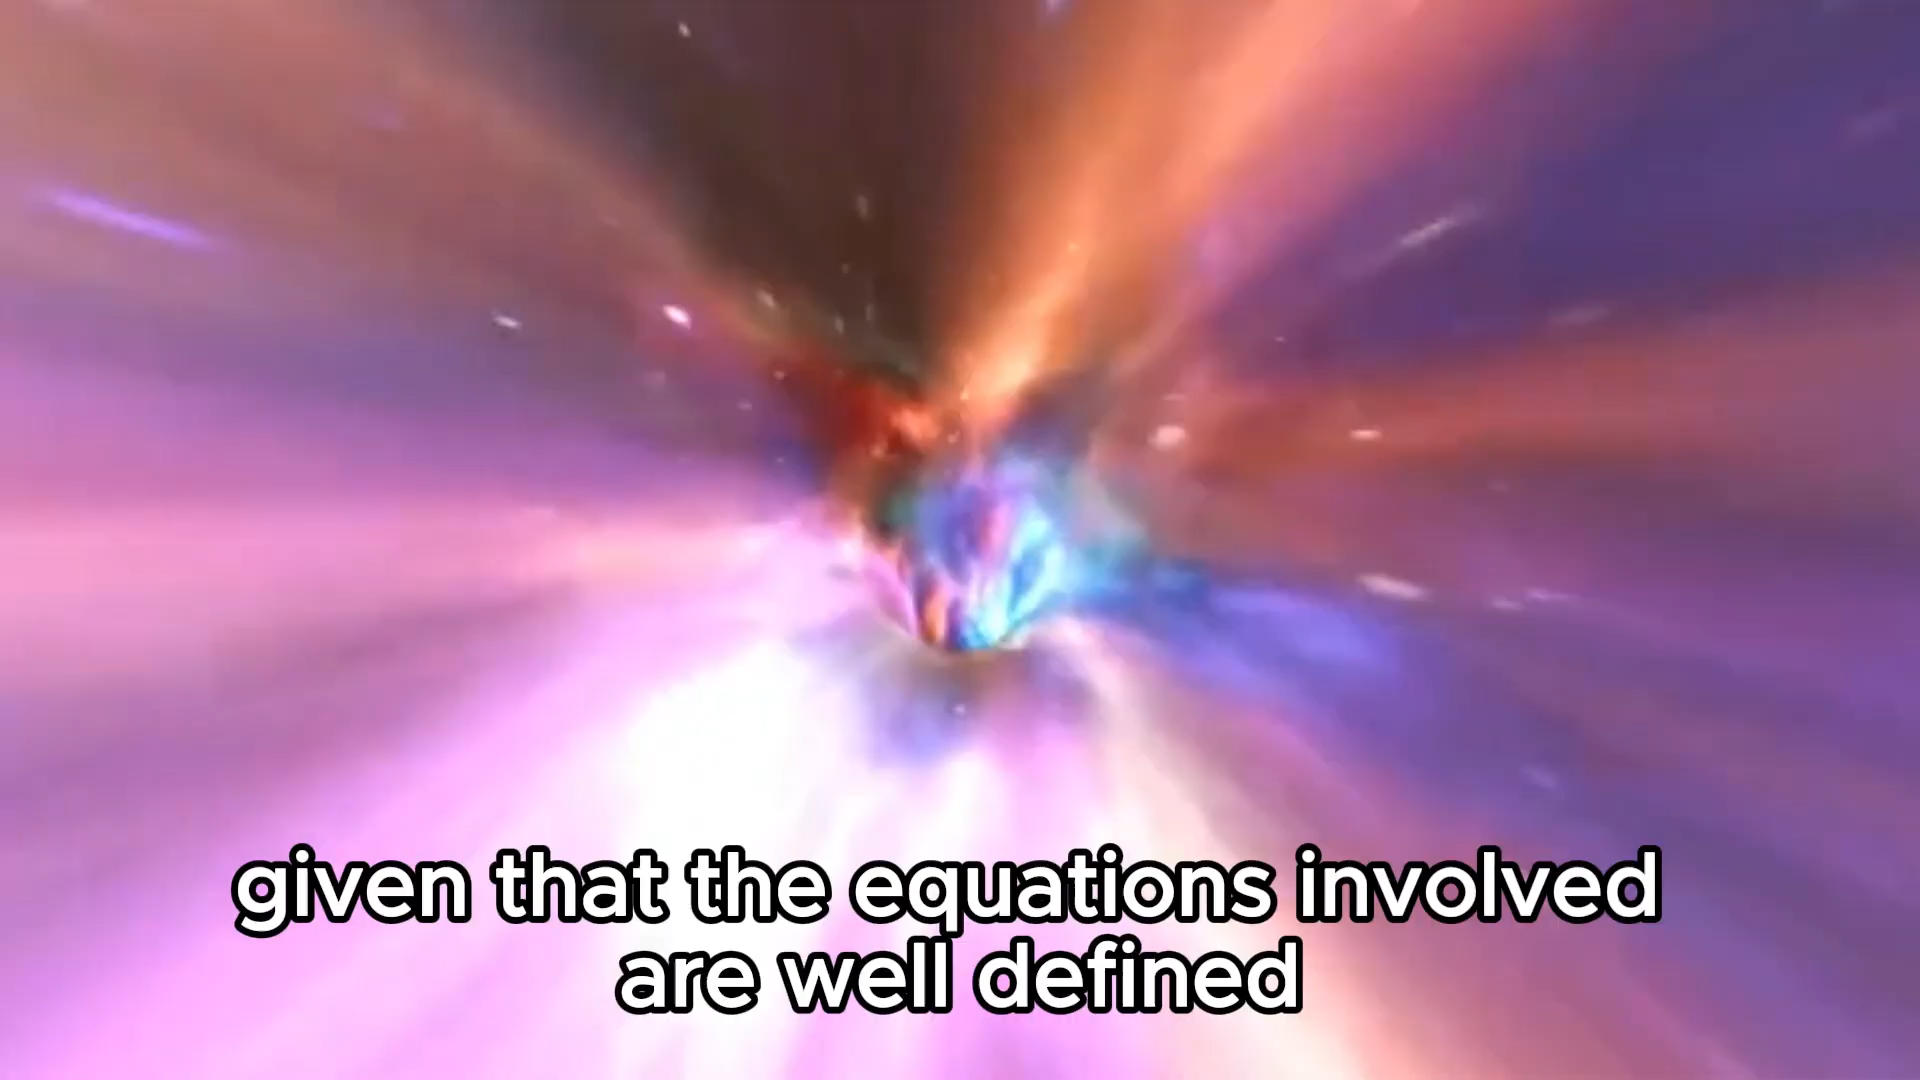 given that the equations involved
are well defined